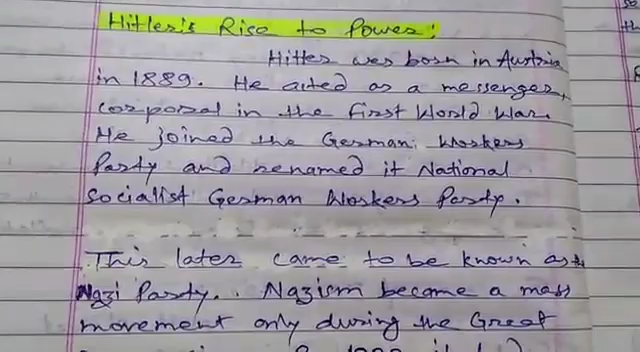 Hitler's Rise to Power:
Hitler was born in Austria
in 1889. He acted as a messenger,
corporal in the First World War.
He joined the German Workers
Party and renamed it National
Socialist German Workers Party.
This later came to be known as the
Nazi Party. Nazism became a mass
movement only during the Great